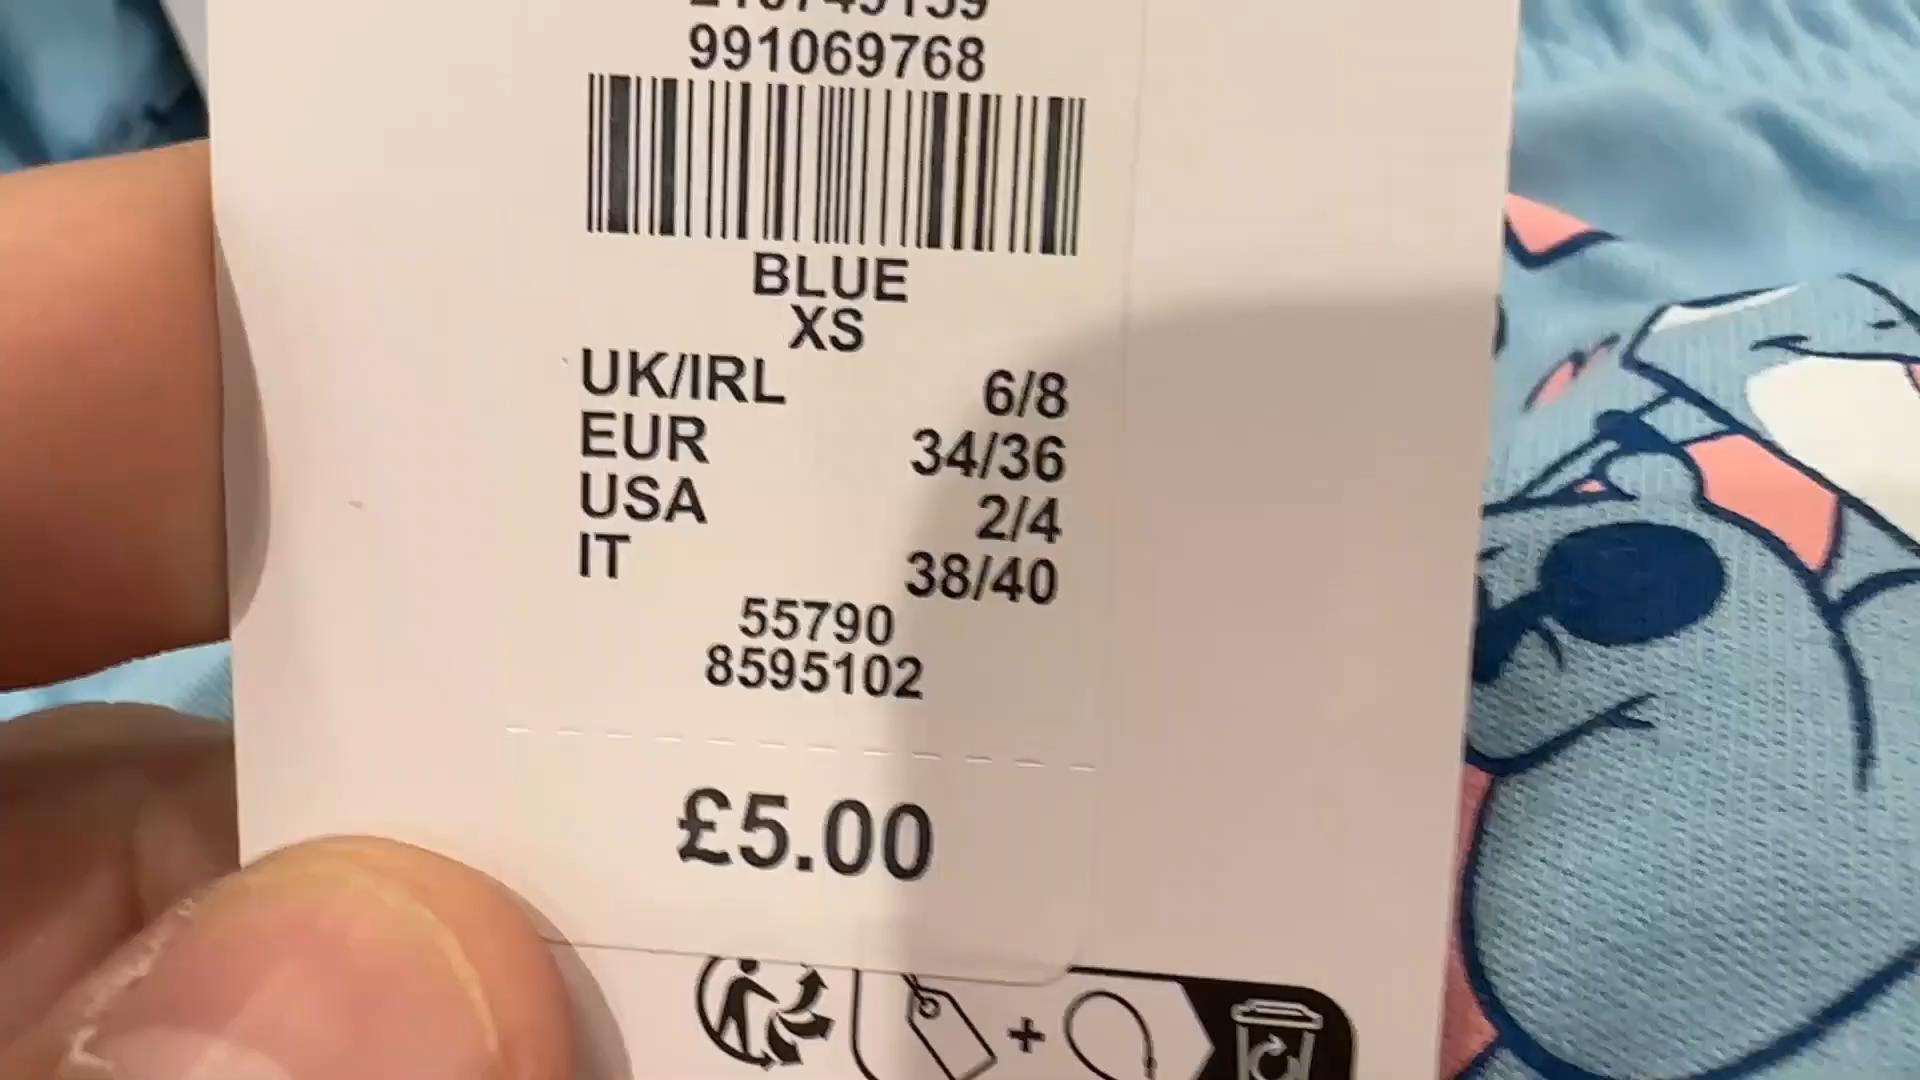 991069768
BLUE
XS
UK/IRL 6/8
EUR 34/36
USA 2/4
IT 38/40
55790
8595102
£5.00
+